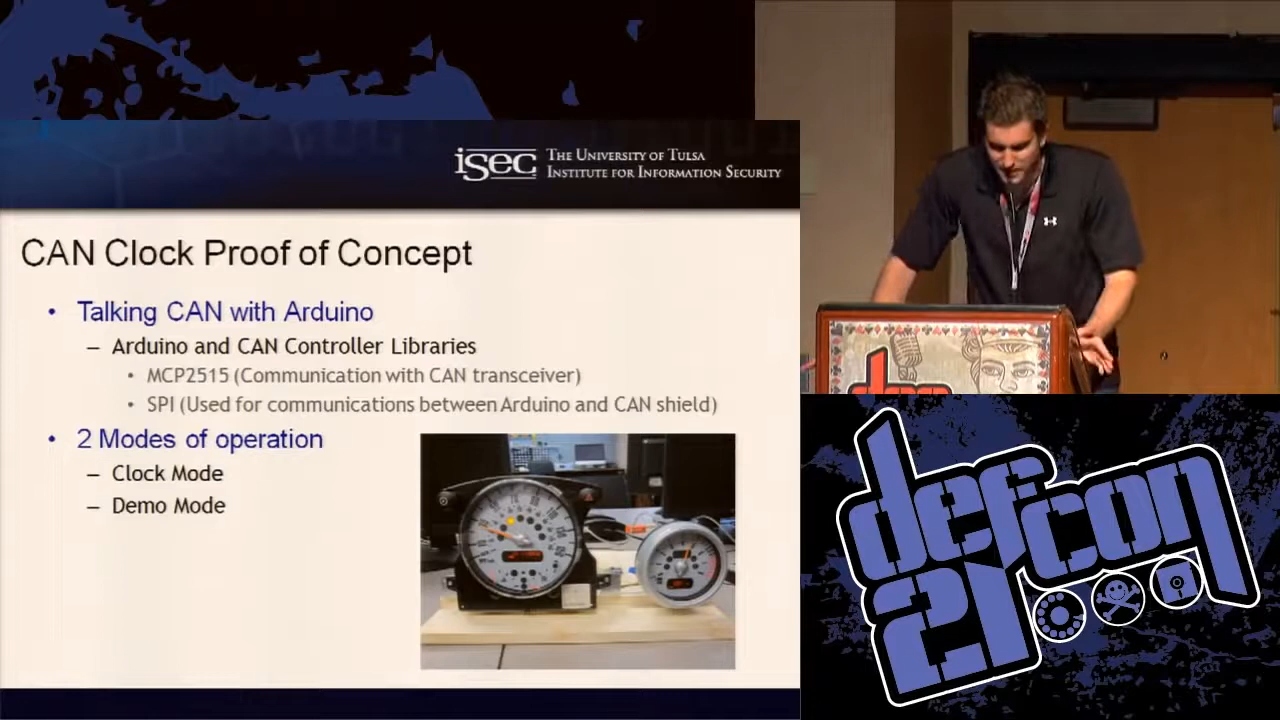 isec THE UNIVERSITY OF TULSA
INSTITUTE FOR INFORMATION SECURITY
CAN Clock Proof of Concept
• Talking CAN with Arduino
– Arduino and CAN Controller Libraries
• MCP2515 (Communication with CAN transceiver)
• SPI (Used for communications between Arduino and CAN shield)
• 2 Modes of operation
– Clock Mode
– Demo Mode
defcon
21